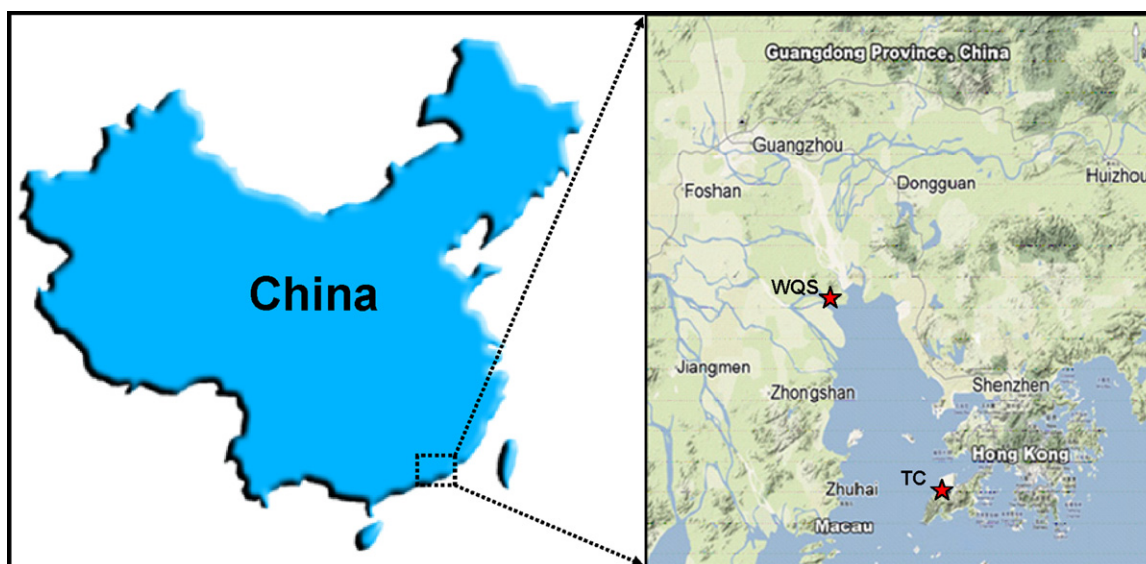 China
Guangdong Province, China
Guangzhou
Huizhou
Dongguan
Foshan
WQS
Jiangmen
Shenzhen
Zhongshan
Hong Kong
TC
Zhuhai
Macau